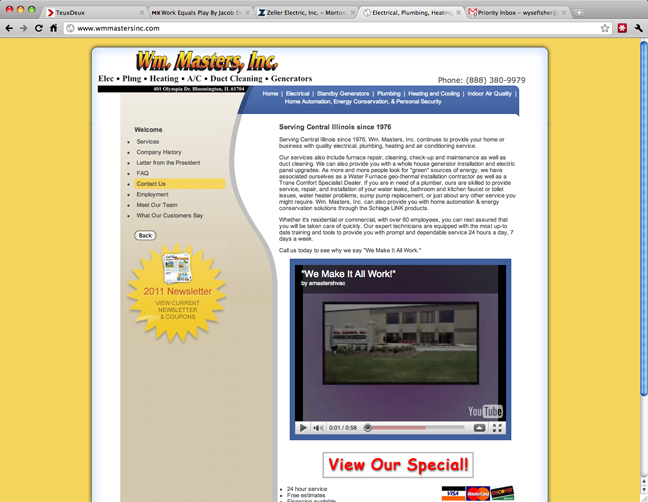 TeuxDeux
Work Equals Play By Jacob
Zeller Electric, Inc. – Morton,
Electrical, Plumbing, Heating
Priority Inbox – wysefisher@
www.wmmastersinc.com
Wm. Masters, Inc.
Elec • Plmg • Heating • A/C • Duct Cleaning • Generators
Phone: (888) 380-9979
401 Olympia Dr. Bloomington, IL 61704
Home | Electrical | Standby Generators | Plumbing | Heating and Cooling | Indoor Air Quality |
Home Automation, Energy Conservation, & Personal Security
Welcome
• Services
• Company History
• Letter from the President
• FAQ
• Contact Us
• Employment
• Meet Our Team
• What Our Customers Say
Back
2011 Newsletter
VIEW CURRENT
NEWSLETTER
& COUPONS
Serving Central Illinois since 1976
Serving Central Illinois since 1976, Wm. Masters, Inc. continues to provide your home or
business with quality electrical, plumbing, heating and air conditioning service.
Our services also include furnace repair, cleaning, check-up and maintenance as well as
duct cleaning. We can also provide you with a whole house generator installation and electric
panel upgrades. As more and more people look for "green" sources of energy, we have
associated ourselves as a Water Furnace geo-thermal installation contractor as well as a
Trane Comfort Specialist Dealer. If you are in need of a plumber, ours are skilled to provide
service, repair, and installation of your water leaks, bathroom and kitchen faucet or toilet
issues, water heater problems, sump pump replacement, or just about any other service you
might require. Wm. Masters, Inc. can also provide you with home automation & energy
conservation solutions through the Schlage LiNK products.
Whether it's residential or commercial, with over 60 employees, you can rest assured that
you will be taken care of quickly. Our expert technicians are equipped with the most up-to
date training and tools to provide you with prompt and dependable service 24 hours a day, 7
days a week.
Call us today to see why we say "We Make It All Work."
"We Make It All Work!"
by amastershvac
YouTube
0:01 / 0:58
View Our Special!
• 24 hour service
• Free estimates
• Financing available
VISA
MasterCard
DISCOVER